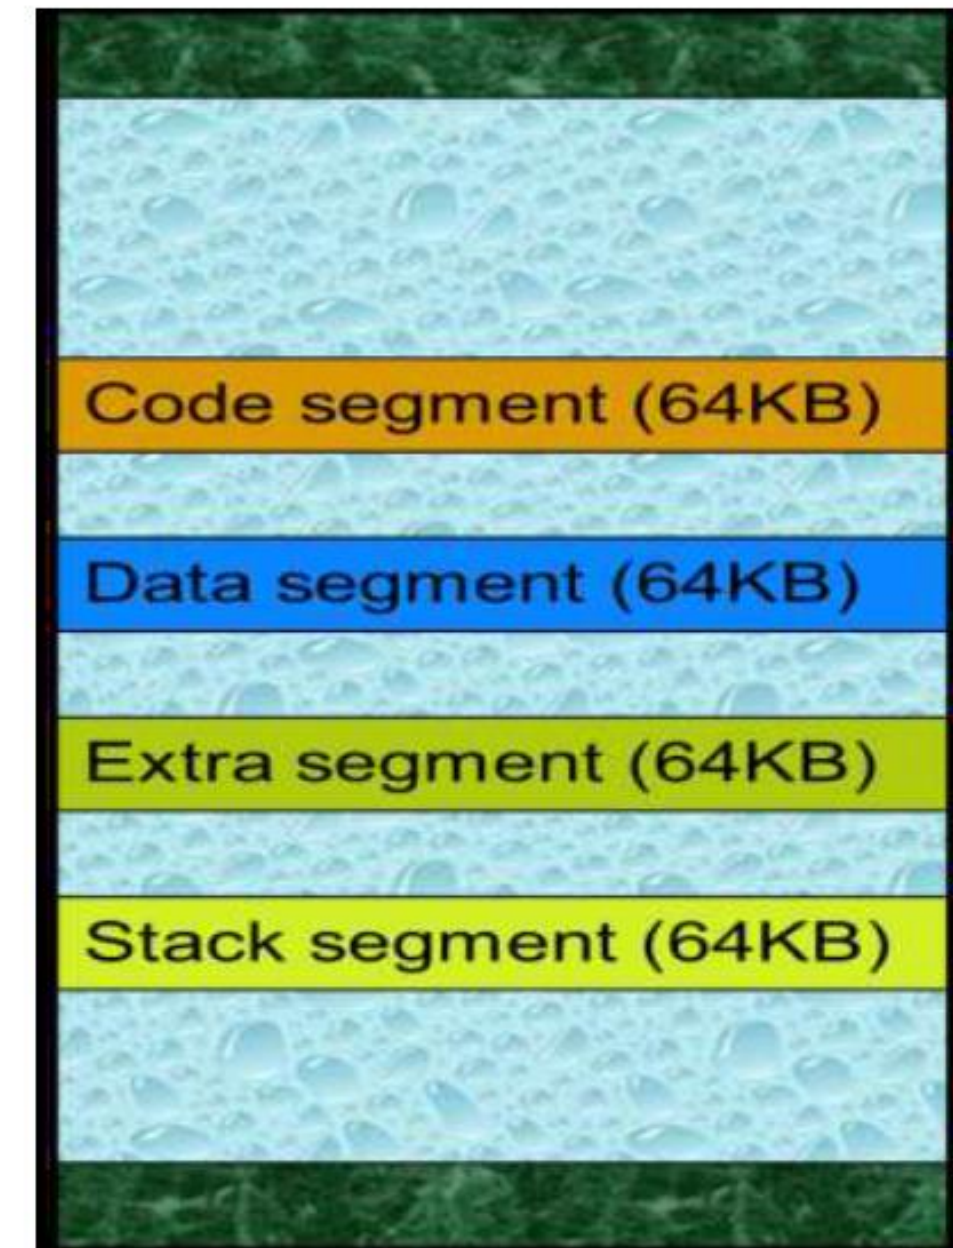 Code segment (64KB)
Data segment (64KB)
Extra segment (64KB)
Stack segment (64KB)